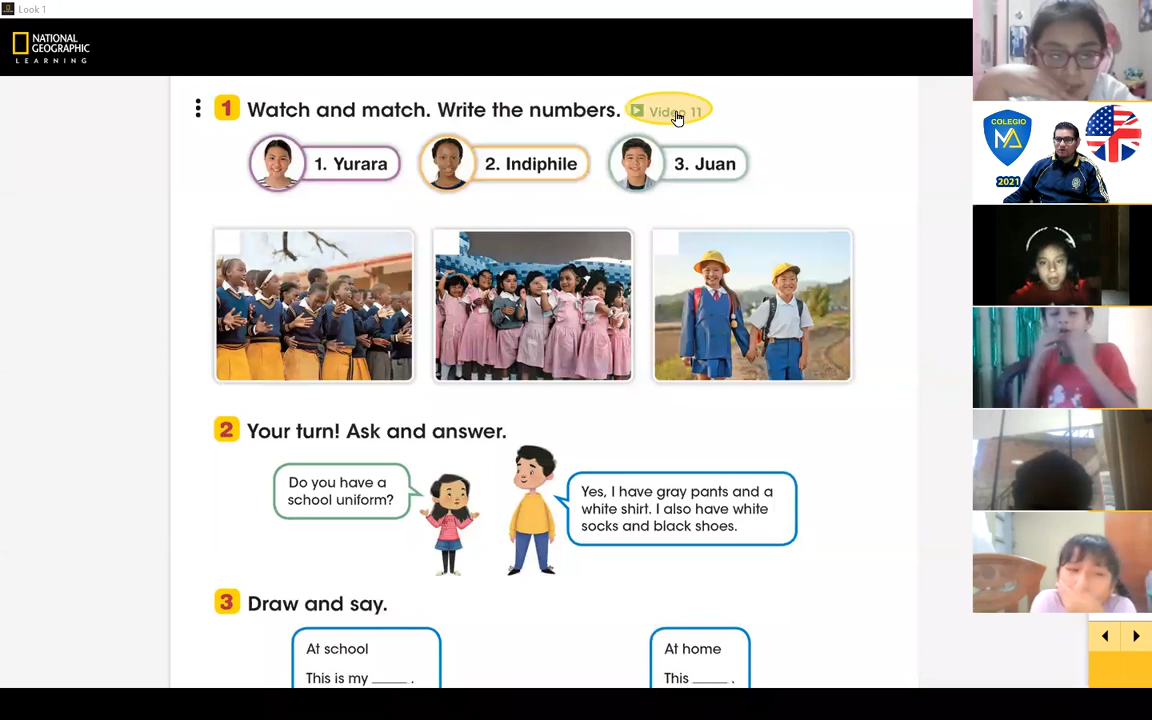 Look 1
NATIONAL
GEOGRAPHIC
LEARNING
1 Watch and match. Write the numbers. Video 11
1. Yurara
2. Indiphile
3. Juan
2 Your turn! Ask and answer.
Do you have a
school uniform?
Yes, I have gray pants and a
white shirt. I also have white
socks and black shoes.
3 Draw and say.
At school
This is my _____ .
At home
This _____ .
COLEGIO
MA
2021